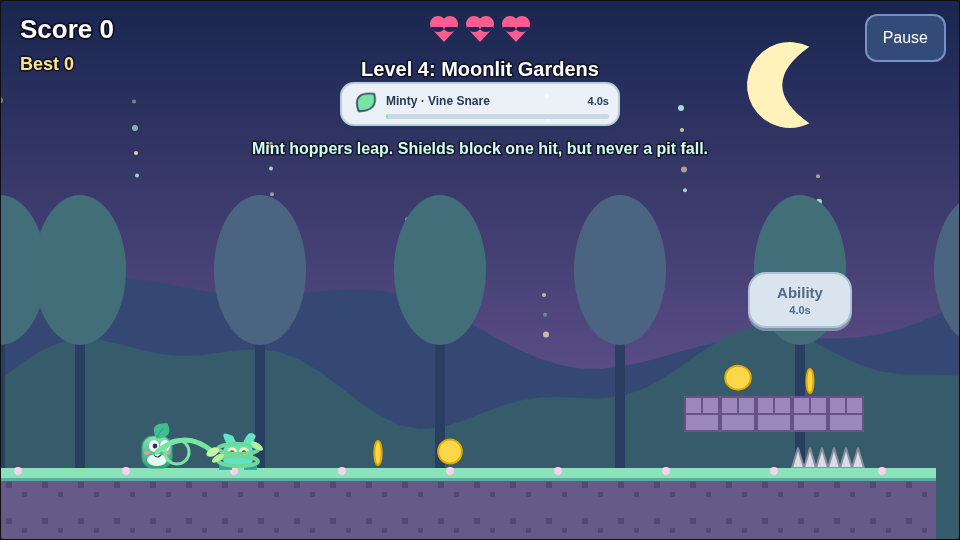 Score 0
Best 0
Level 4: Moonlit Gardens
Minty · Vine Snare 4.0s
Mint hoppers leap. Shields block one hit, but never a pit fall.
Pause
Ability
4.0s